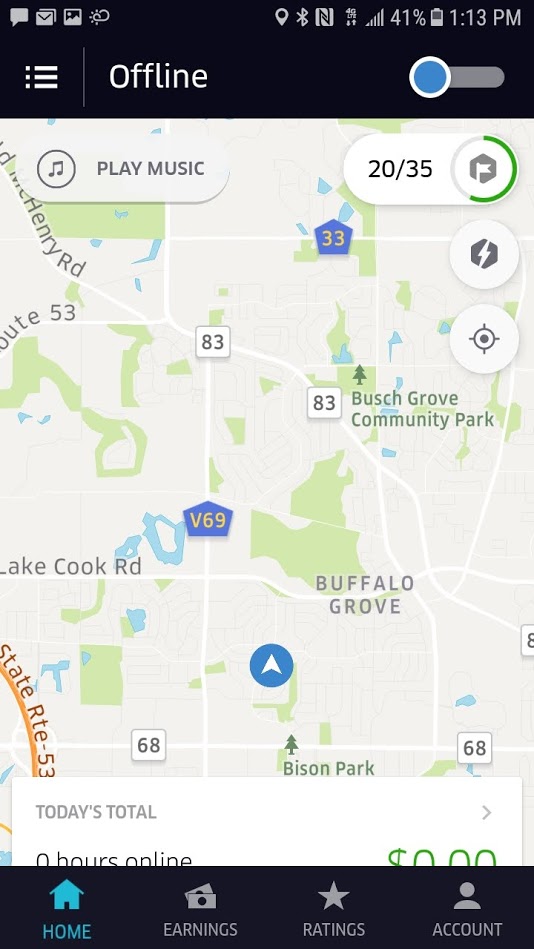 41% 1:13 PM
Offline
PLAY MUSIC
20/35
33
McHenry Rd
53
83
83
Busch Grove
Community Park
V69
Lake Cook Rd
BUFFALO
GROVE
State Rte-53
68
68
Bison Park
TODAY'S TOTAL
0 hours online
$0.00
HOME
EARNINGS
RATINGS
ACCOUNT